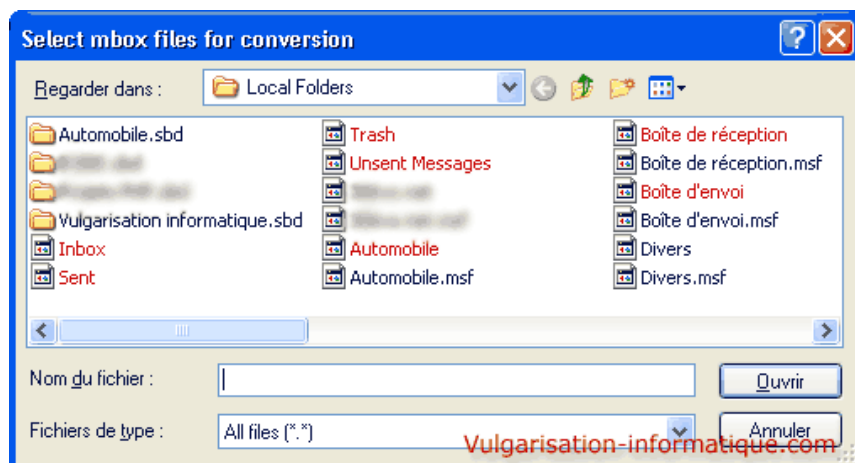 Select mbox files for conversion
Regarder dans :
Local Folders
Automobile.sbd
Vulgarisation informatique.sbd
Inbox
Sent
Trash
Unsent Messages
Automobile
Automobile.msf
Boîte de réception
Boîte de réception.msf
Boîte d'envoi
Boîte d'envoi.msf
Divers
Divers.msf
Nom du fichier :
Ouvrir
Fichiers de type :
All files (*.*)
Annuler
Vulgarisation-informatique.com